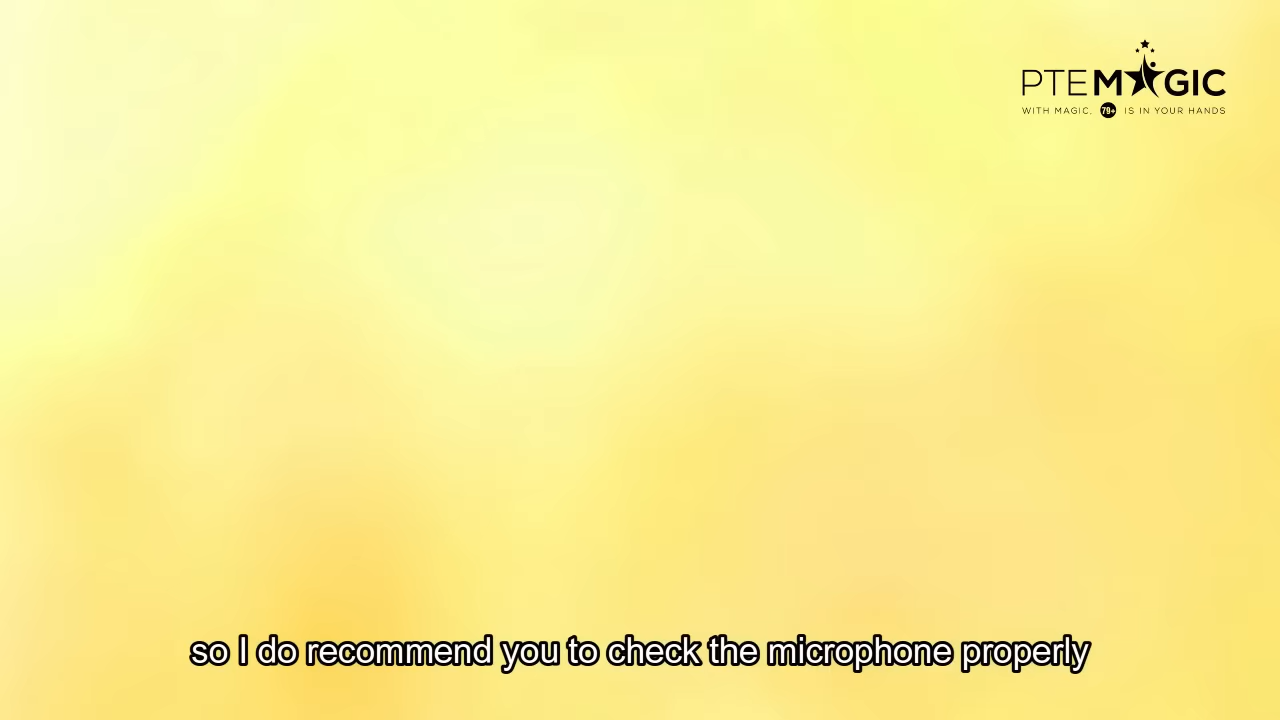 PTEMAGIC
WITH MAGIC, 79+ IS IN YOUR HANDS
so I do recommend you to check the microphone properly